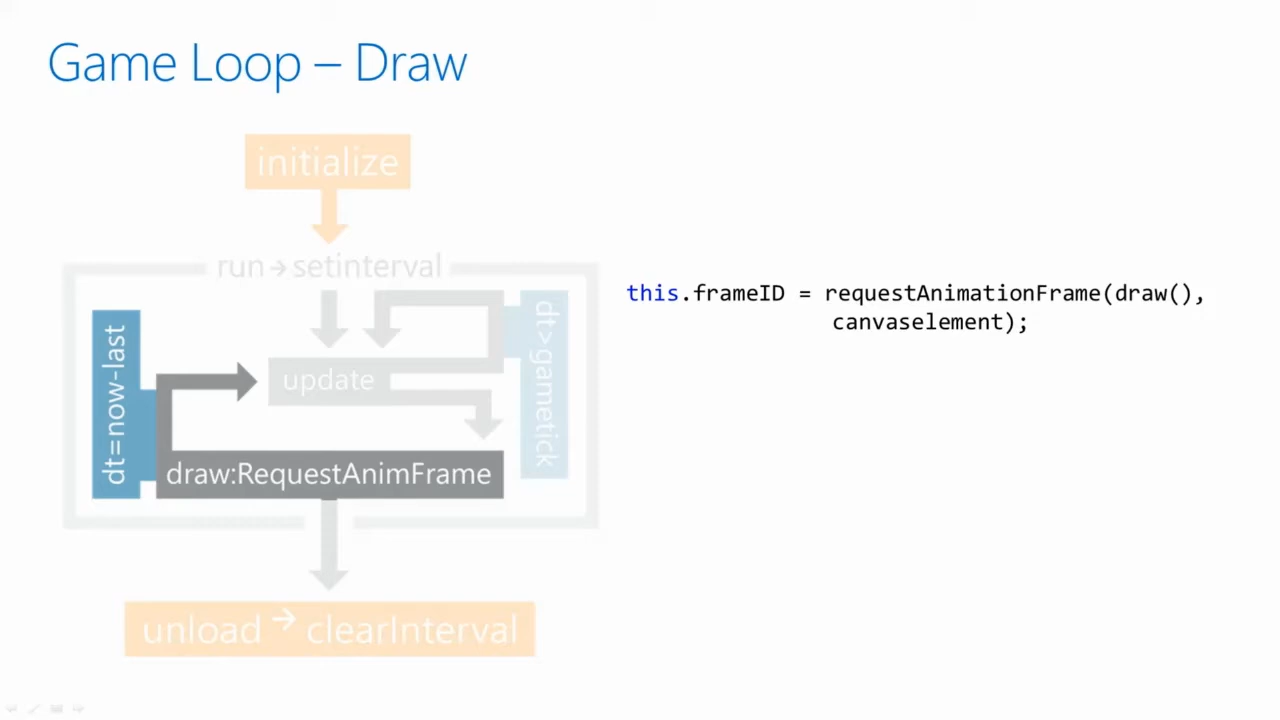 Game Loop – Draw
initialize
run → setinterval
this.frameID = requestAnimationFrame(draw(),
canvaselement);
dt=now-last
update
dt>gametick
draw:RequestAnimFrame
unload → clearInterval